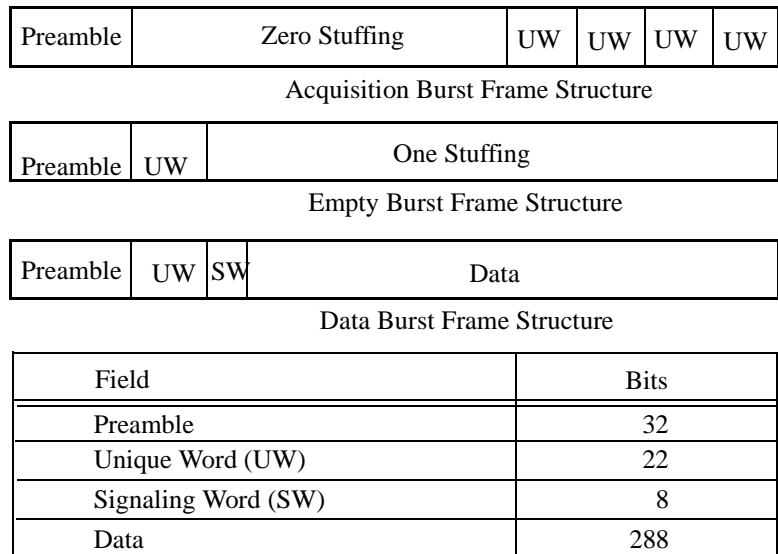 Preamble Zero Stuffing UW UW UW UW
Acquisition Burst Frame Structure
Preamble UW One Stuffing
Empty Burst Frame Structure
Preamble UW SW Data
Data Burst Frame Structure
Field Bits
Preamble 32
Unique Word (UW) 22
Signaling Word (SW) 8
Data 288